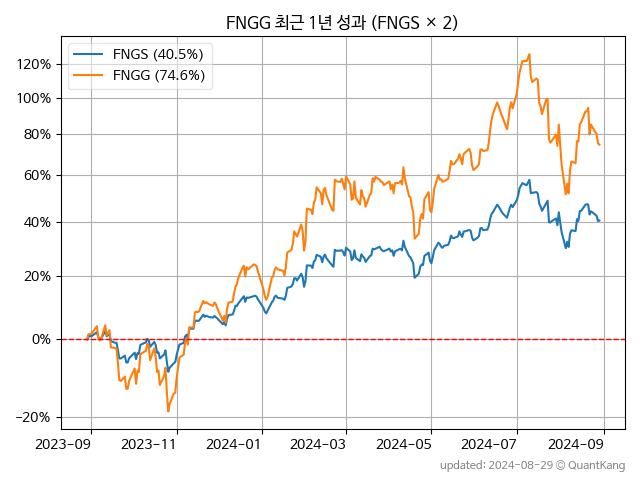 FNGG 최근 1년 성과 (FNGS × 2)
FNGS (40.5%)
FNGG (74.6%)
120%
100%
80%
60%
40%
20%
0%
−20%
2023-09 2023-11 2024-01 2024-03 2024-05 2024-07 2024-09
updated: 2024-08-29 © QuantKang